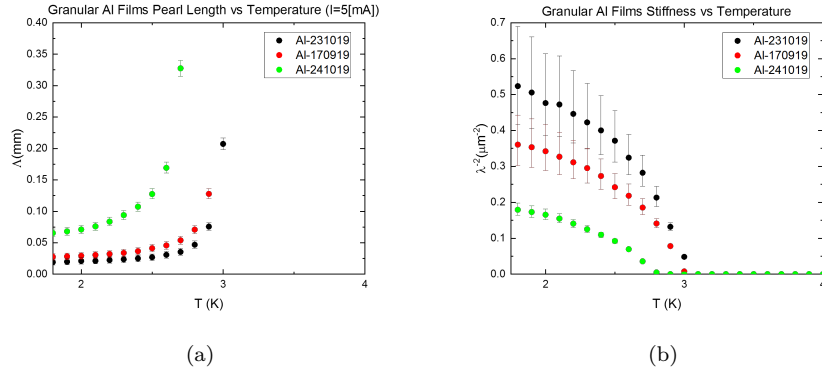 Granular Al Films Pearl Length vs Temperature (I=5[mA])
0.40
0.35
0.30
0.25
0.20
0.15
0.10
0.05
0.00
Λ(mm)
Al-231019
Al-170919
Al-241019
2
3
4
T (K)
(a)
Granular Al Films Stiffness vs Temperature
0.7
0.6
0.5
0.4
0.3
0.2
0.1
0.0
λ⁻²(μm⁻²)
Al-231019
Al-170919
Al-241019
2
3
4
T (K)
(b)